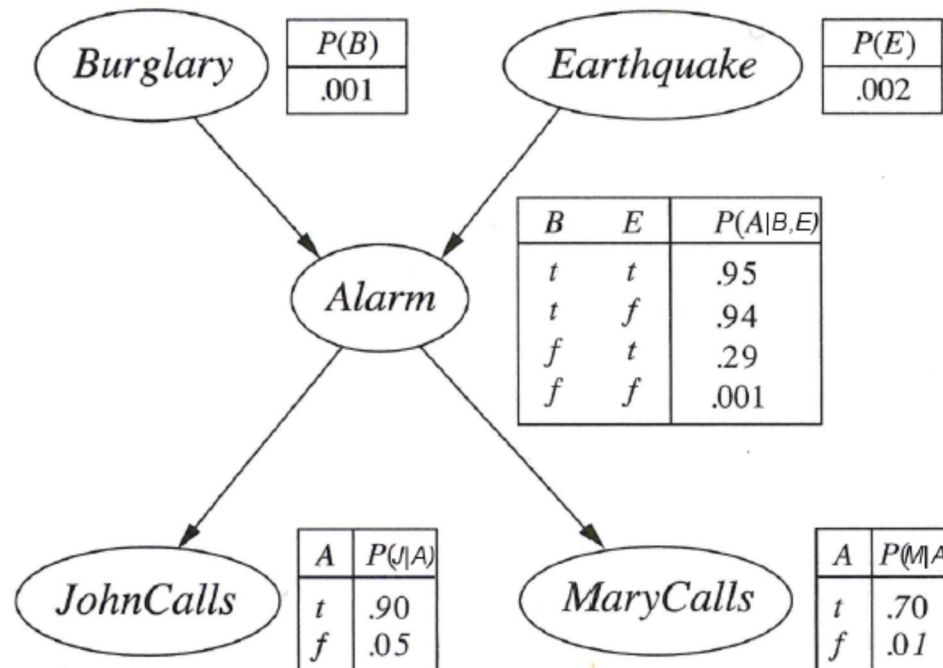 Burglary
P(B)
.001
Earthquake
P(E)
.002
Alarm
B E P(A|B,E)
t t .95
t f .94
f t .29
f f .001
JohnCalls
A P(J|A)
t .90
f .05
MaryCalls
A P(M|A
t .70
f .01